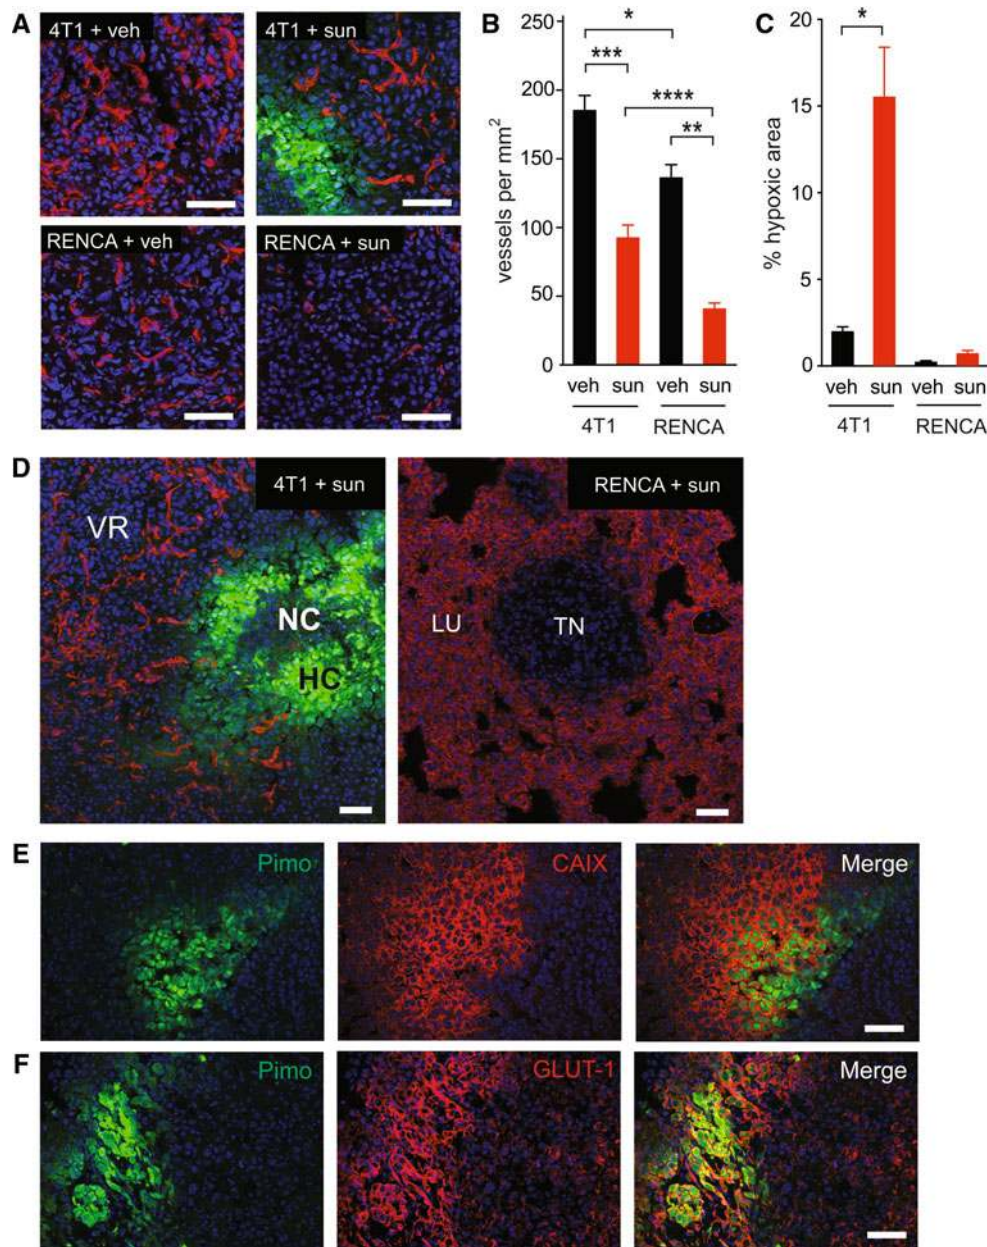 A
4T1 + veh
4T1 + sun
RENCA + veh
RENCA + sun
B
vessels per mm²
250
200
150
100
50
0
*
***
****
**
veh sun veh sun
4T1 RENCA
C
% hypoxic area
20
15
10
5
0
*
veh sun veh sun
4T1 RENCA
D
4T1 + sun
VR
NC
HC
RENCA + sun
LU
TN
E
Pimo
CAIX
Merge
F
Pimo
GLUT-1
Merge